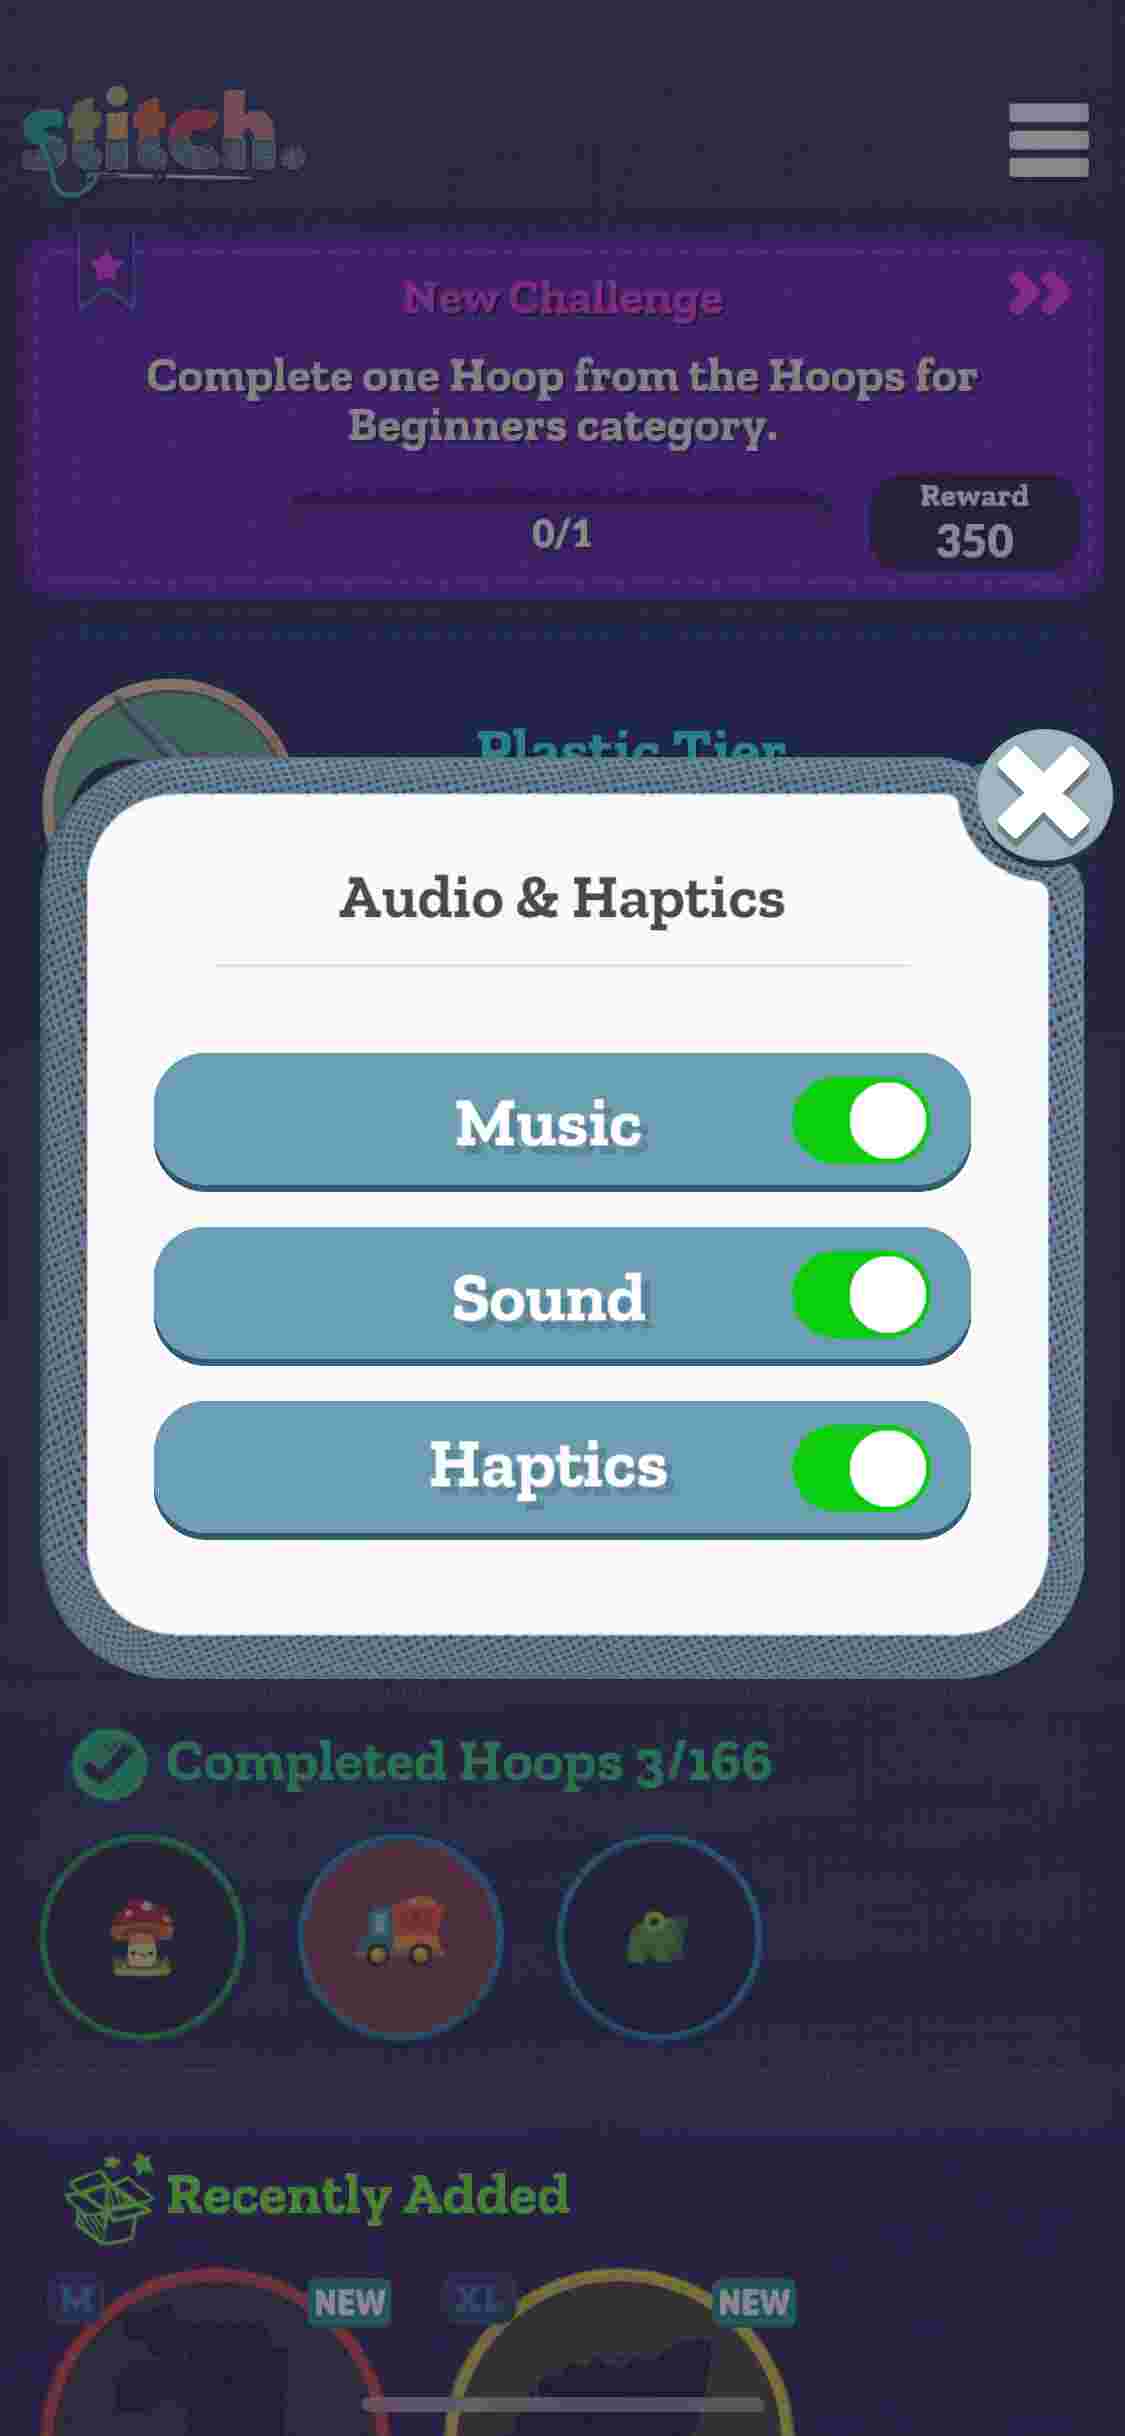 stitch.
New Challenge
Complete one Hoop from the Hoops for
Beginners category.
0/1
Reward
350
Plastic Tier
Audio & Haptics
Music
Sound
Haptics
Completed Hoops 3/166
Recently Added
M
NEW
XL
NEW